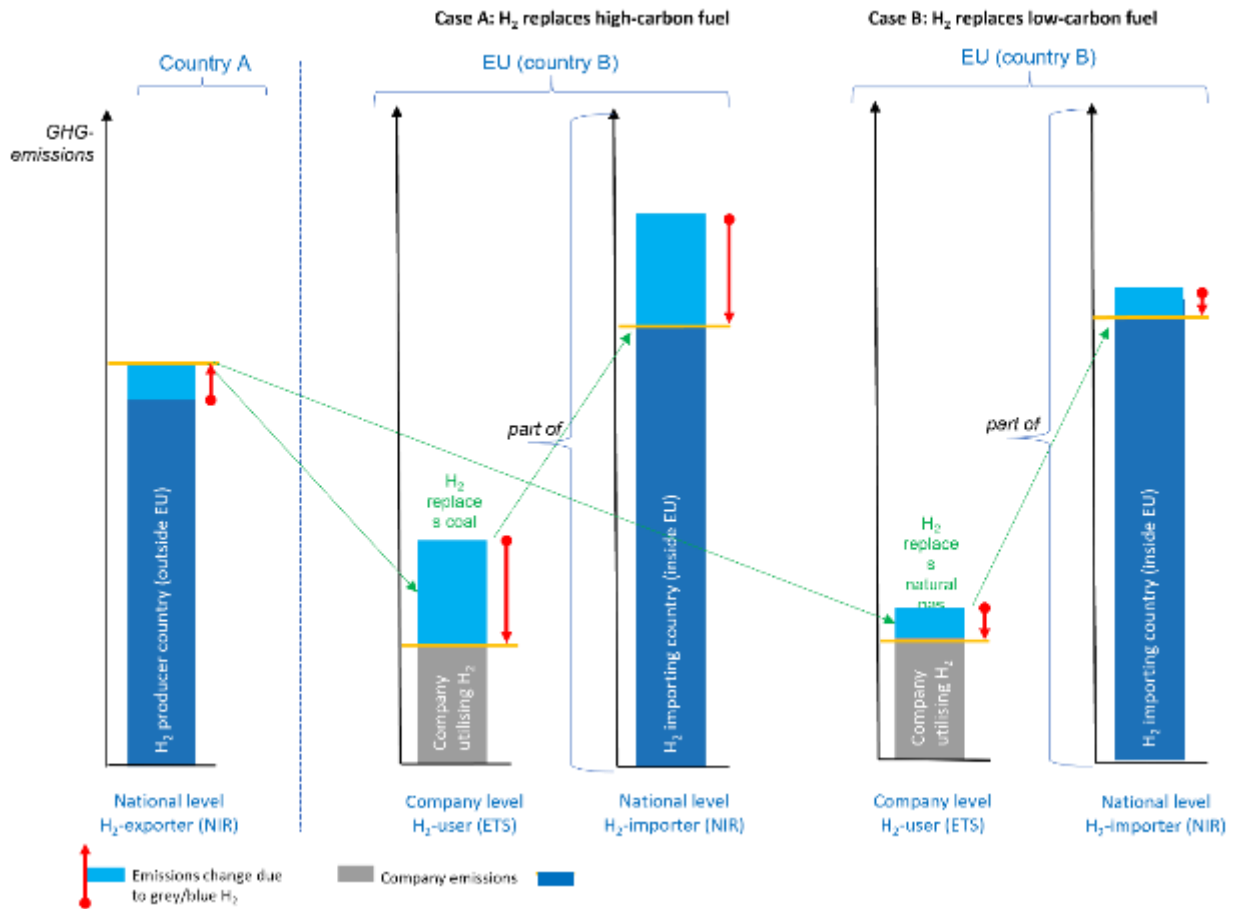 Case A: H₂ replaces high-carbon fuel
Case B: H₂ replaces low-carbon fuel
Country A
EU (country B)
EU (country B)
GHG-
emissions
part of
part of
H₂
replace
s coal
H₂
replace
s
natural
gas
H₂ producer country (outside EU)
Company
utilising H₂
H₂ importing country (inside EU)
Company
utilising H₂
H₂ importing country (inside EU)
National level
H₂-exporter (NIR)
Company level
H₂-user (ETS)
National level
H₂-importer (NIR)
Company level
H₂-user (ETS)
National level
H₂-importer (NIR)
Emissions change due
to grey/blue H₂
Company emissions